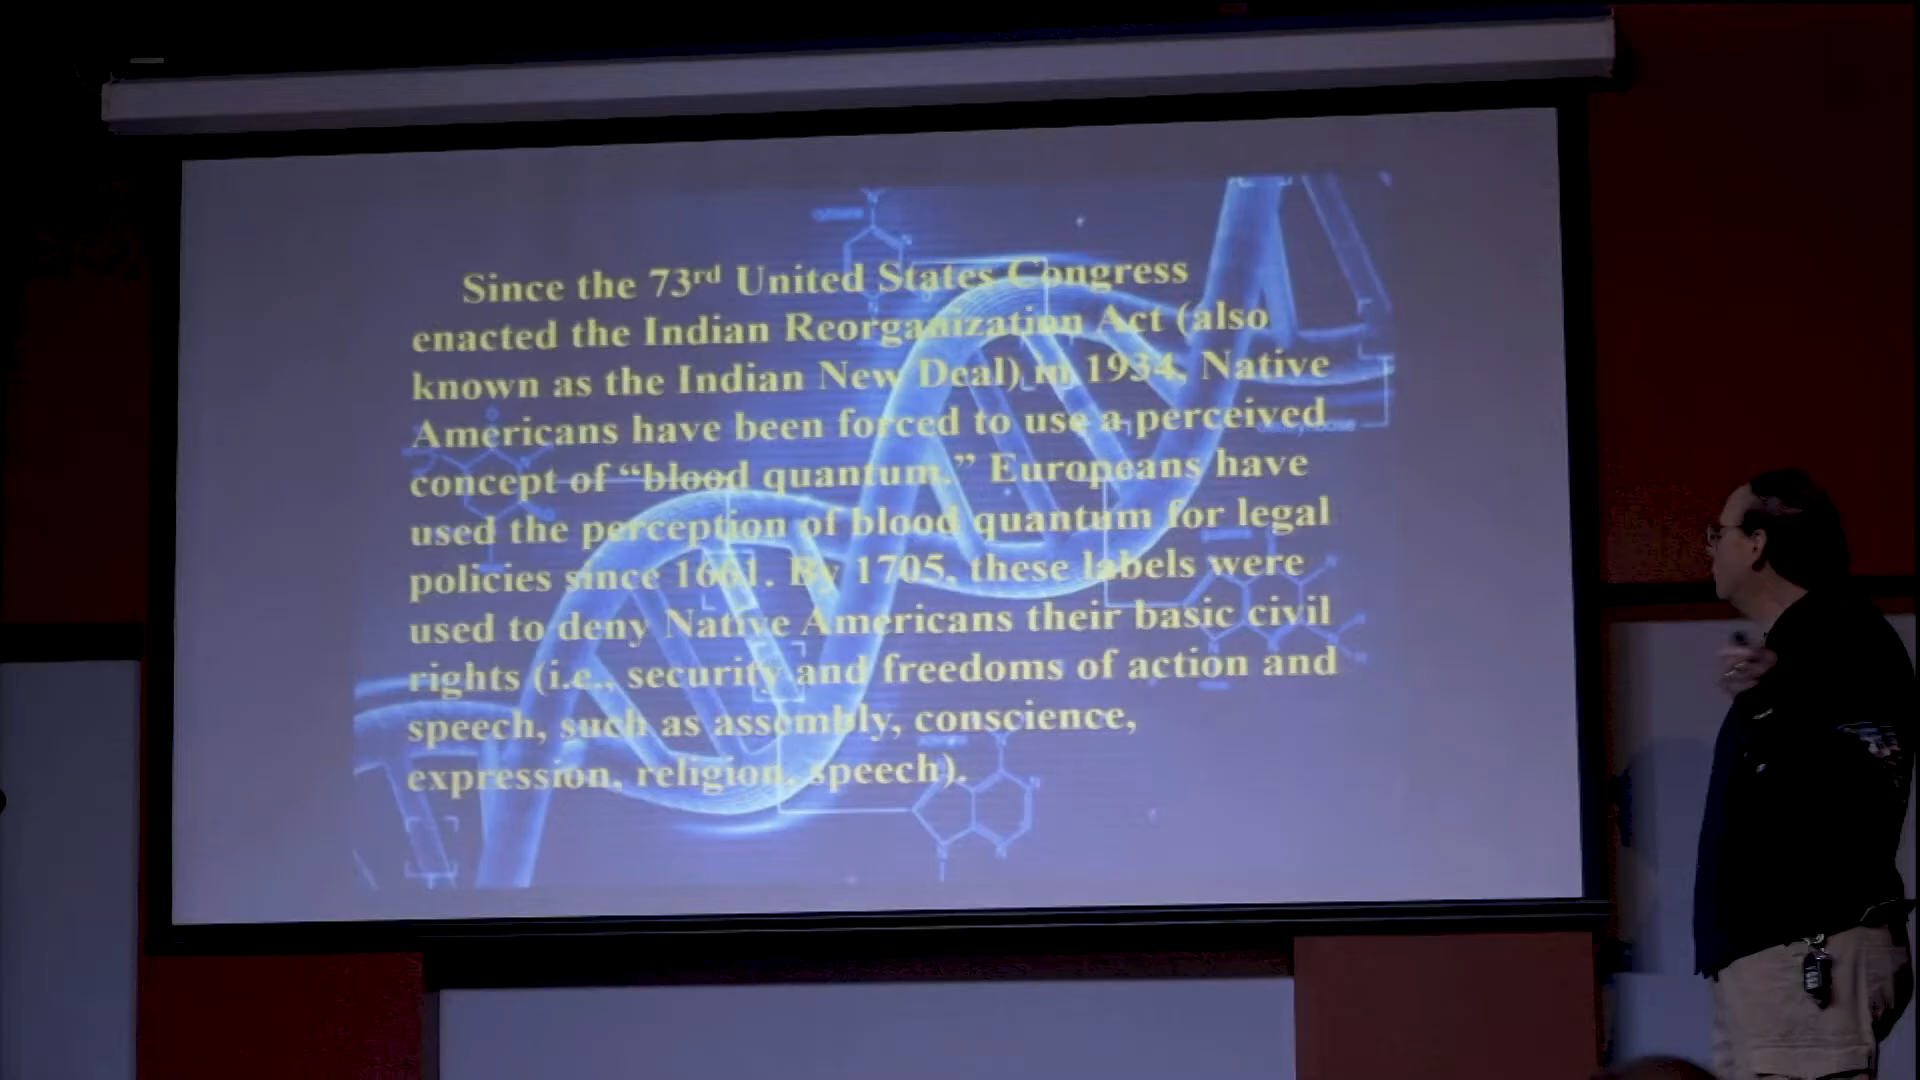 Since the 73rd United States Congress
enacted the Indian Reorganization Act (also
known as the Indian New Deal) in 1934, Native
Americans have been forced to use a perceived
concept of “blood quantum.” Europeans have
used the perception of blood quantum for legal
policies since 1661. By 1705, these labels were
used to deny Native Americans their basic civil
rights (i.e., security and freedoms of action and
speech, such as assembly, conscience,
expression, religion, speech).